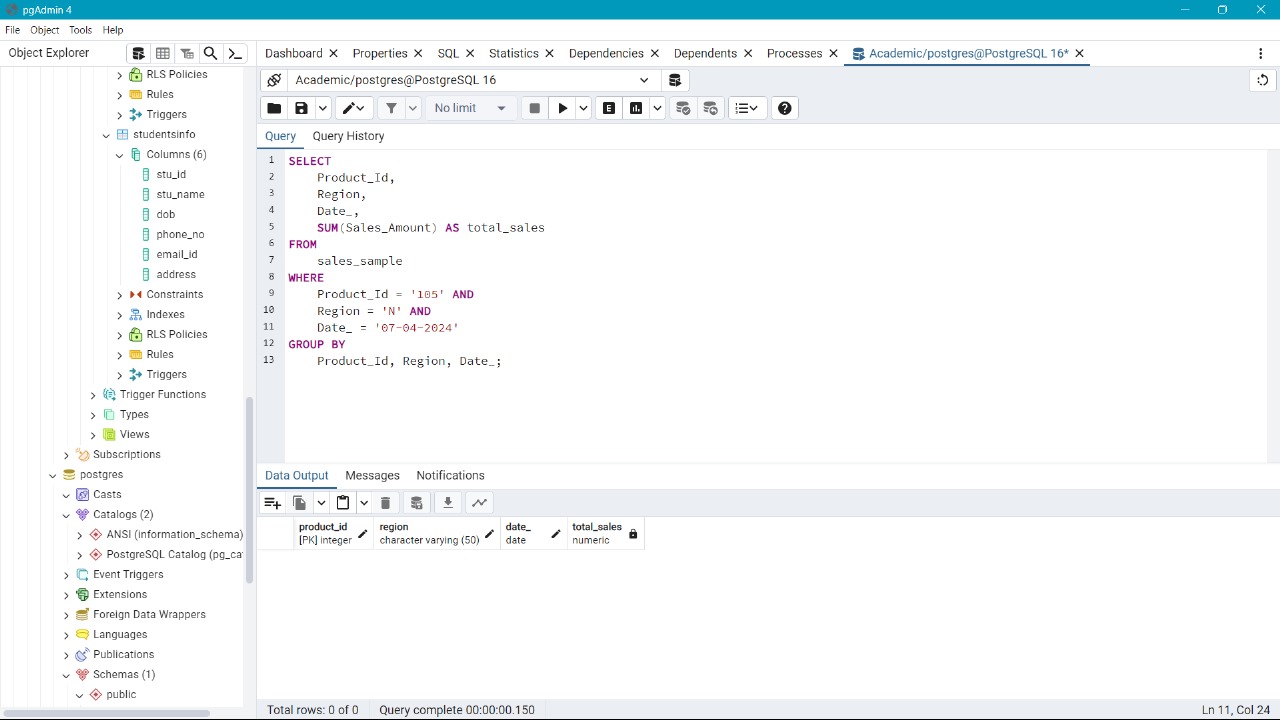 pgAdmin 4
File Object Tools Help
Object Explorer
Dashboard Properties SQL Statistics Dependencies Dependents Processes Academic/postgres@PostgreSQL 16*
Academic/postgres@PostgreSQL 16
No limit
E
Query Query History
RLS Policies
Rules
Triggers
studentsinfo
Columns (6)
stu_id
stu_name
dob
phone_no
email_id
address
Constraints
Indexes
RLS Policies
Rules
Triggers
Trigger Functions
Types
Views
Subscriptions
postgres
Casts
Catalogs (2)
ANSI (information_schema)
PostgreSQL Catalog (pg_ca
Event Triggers
Extensions
Foreign Data Wrappers
Languages
Publications
Schemas (1)
public
1 SELECT
2 Product_Id,
3 Region,
4 Date_,
5 SUM(Sales_Amount) AS total_sales
6 FROM
7 sales_sample
8 WHERE
9 Product_Id = '105' AND
10 Region = 'N' AND
11 Date_ = '07-04-2024'
12 GROUP BY
13 Product_Id, Region, Date_;
Data Output Messages Notifications
product_id region date_ total_sales
[PK] integer character varying (50) date numeric
Total rows: 0 of 0 Query complete 00:00:00.150 Ln 11, Col 24